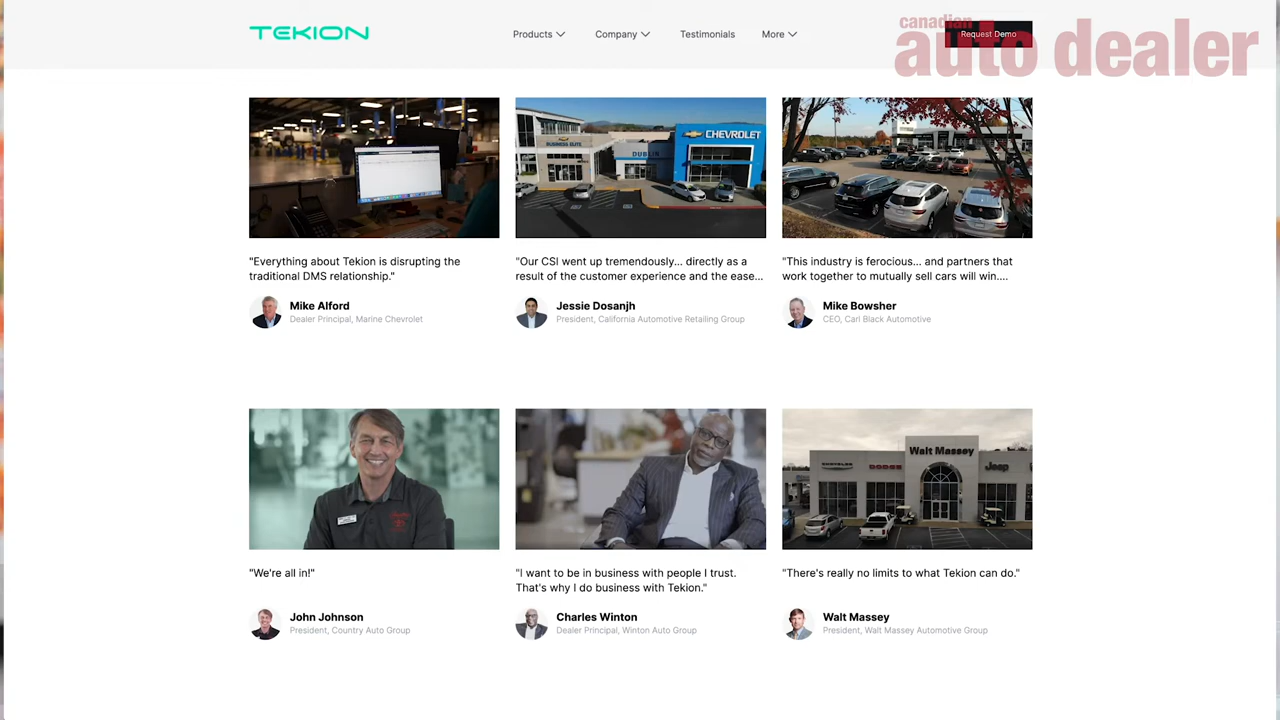 TEKION
Products
Company
Testimonials
More
Request Demo
canadian
auto dealer
BUSINESS ELITE
DUBLIN
CHEVROLET
"Everything about Tekion is disrupting the
traditional DMS relationship."
Mike Alford
Dealer Principal, Marine Chevrolet
"Our CSI went up tremendously... directly as a
result of the customer experience and the ease...
Jessie Dosanjh
President, California Automotive Retailing Group
"This industry is ferocious... and partners that
work together to mutually sell cars will win....
Mike Bowsher
CEO, Carl Black Automotive
Walt Massey
CHRYSLER
DODGE
Jeep
"We're all in!"
John Johnson
President, Country Auto Group
"I want to be in business with people I trust.
That's why I do business with Tekion."
Charles Winton
Dealer Principal, Winton Auto Group
"There's really no limits to what Tekion can do."
Walt Massey
President, Walt Massey Automotive Group